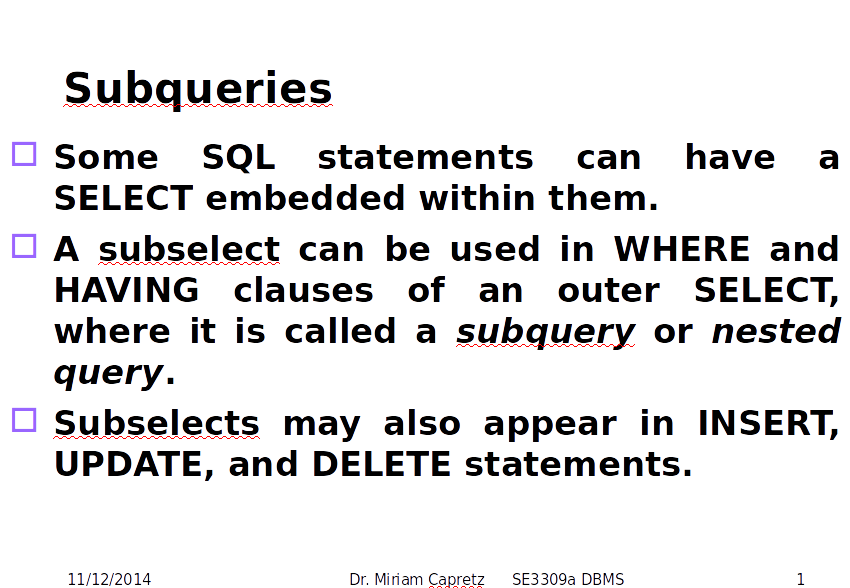 Subqueries
Some SQL statements can have a
SELECT embedded within them.
A subselect can be used in WHERE and
HAVING clauses of an outer SELECT,
where it is called a subquery or nested
query.
Subselects may also appear in INSERT,
UPDATE, and DELETE statements.
11/12/2014 Dr. Miriam Capretz SE3309a DBMS 1